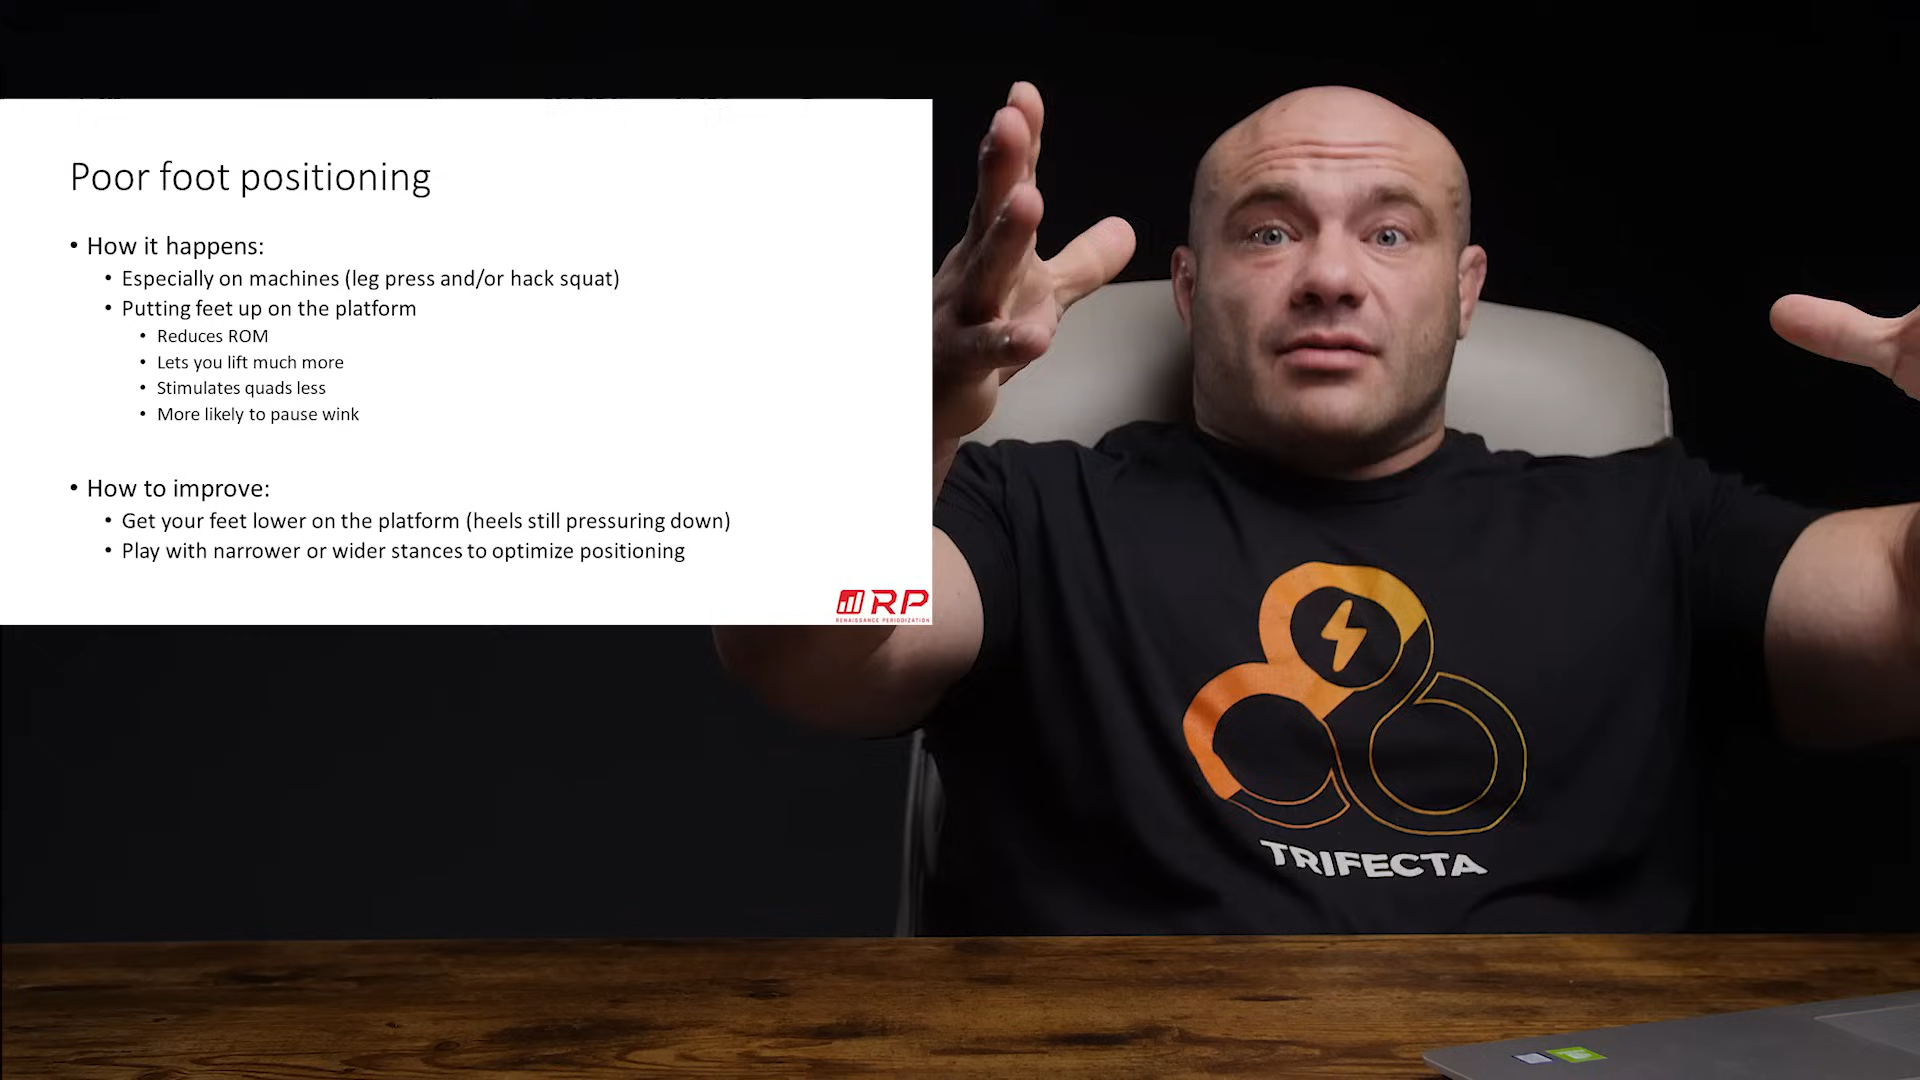 Poor foot positioning
• How it happens:
• Especially on machines (leg press and/or hack squat)
• Putting feet up on the platform
• Reduces ROM
• Lets you lift much more
• Stimulates quads less
• More likely to pause wink
• How to improve:
• Get your feet lower on the platform (heels still pressuring down)
• Play with narrower or wider stances to optimize positioning
RP
RENAISSANCE PERIODIZATION
TRIFECTA